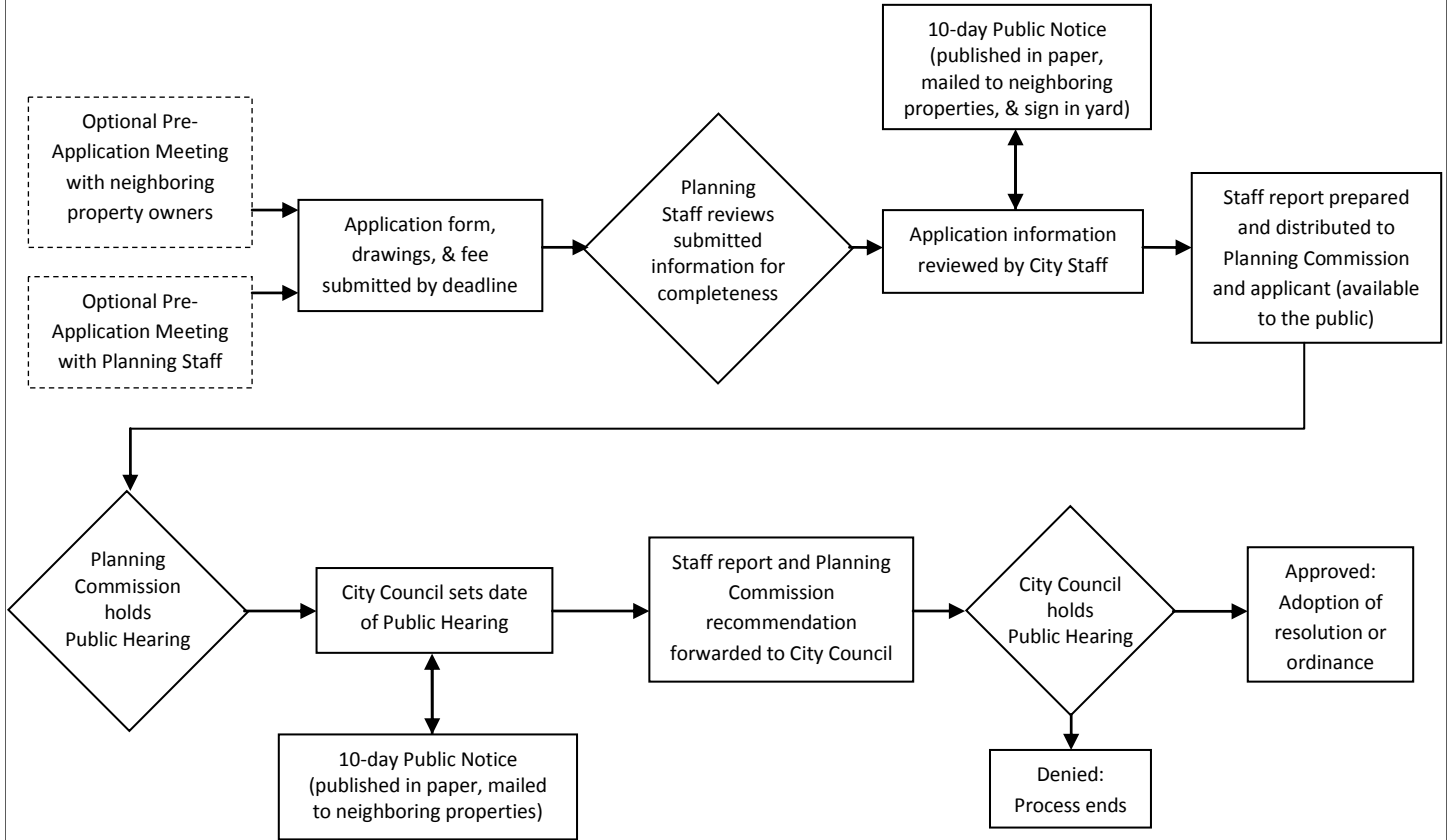 Optional Pre-
Application Meeting
with neighboring
property owners
Optional Pre-
Application Meeting
with Planning Staff
Application form,
drawings, & fee
submitted by deadline
Planning
Staff reviews
submitted
information for
completeness
10-day Public Notice
(published in paper,
mailed to neighboring
properties, & sign in yard)
Application information
reviewed by City Staff
Staff report prepared
and distributed to
Planning Commission
and applicant (available
to the public)
Planning
Commission
holds
Public Hearing
City Council sets date
of Public Hearing
10-day Public Notice
(published in paper, mailed
to neighboring properties)
Staff report and Planning
Commission
recommendation
forwarded to City Council
City Council
holds
Public Hearing
Approved:
Adoption of
resolution or
ordinance
Denied:
Process ends